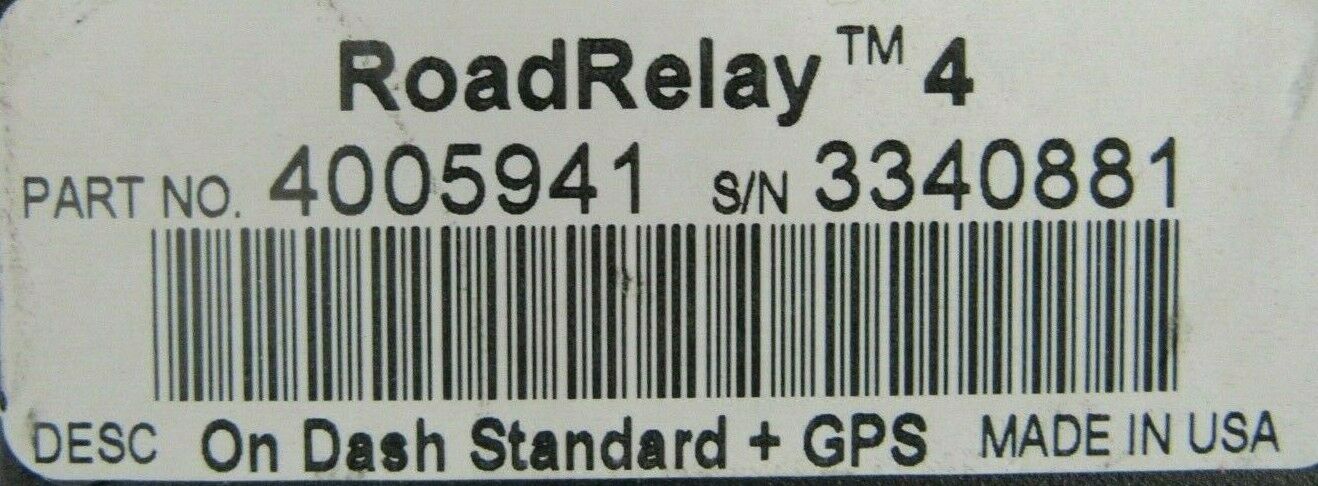 RoadRelay™ 4
PART NO. 4005941 S/N 3340881
DESC On Dash Standard + GPS MADE IN USA